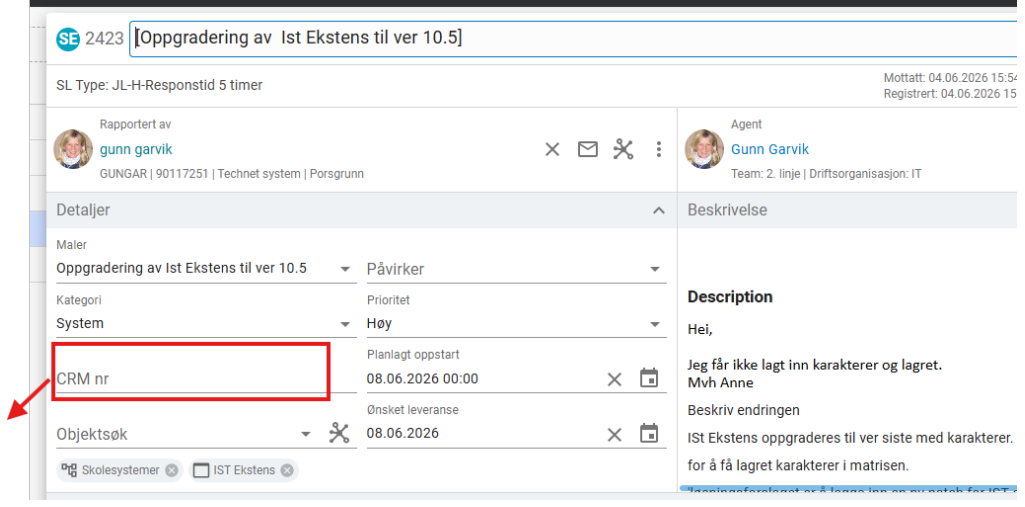 SE 2423 [Oppgradering av Ist Ekstens til ver 10.5]
SL Type: JL-H-Responstid 5 timer
Mottatt: 04.06.2026 15:54
Registrert: 04.06.2026 15
Rapportert av
gunn garvik
GUNGAR | 90117251 | Technet system | Porsgrunn
Agent
Gunn Garvik
Team: 2. linje | Driftsorganisasjon: IT
Detaljer
Maler
Oppgradering av Ist Ekstens til ver 10.5
Påvirker
Kategori
System
Prioritet
Høy
CRM nr
Planlagt oppstart
08.06.2026 00:00
Objektsøk
Ønsket leveranse
08.06.2026
Skolesystemer
IST Ekstens
Beskrivelse
Description
Hei,
Jeg får ikke lagt inn karakterer og lagret.
Mvh Anne
Beskriv endringen
ISt Ekstens oppgraderes til ver siste med karakterer.
for å få lagret karakterer i matrisen.